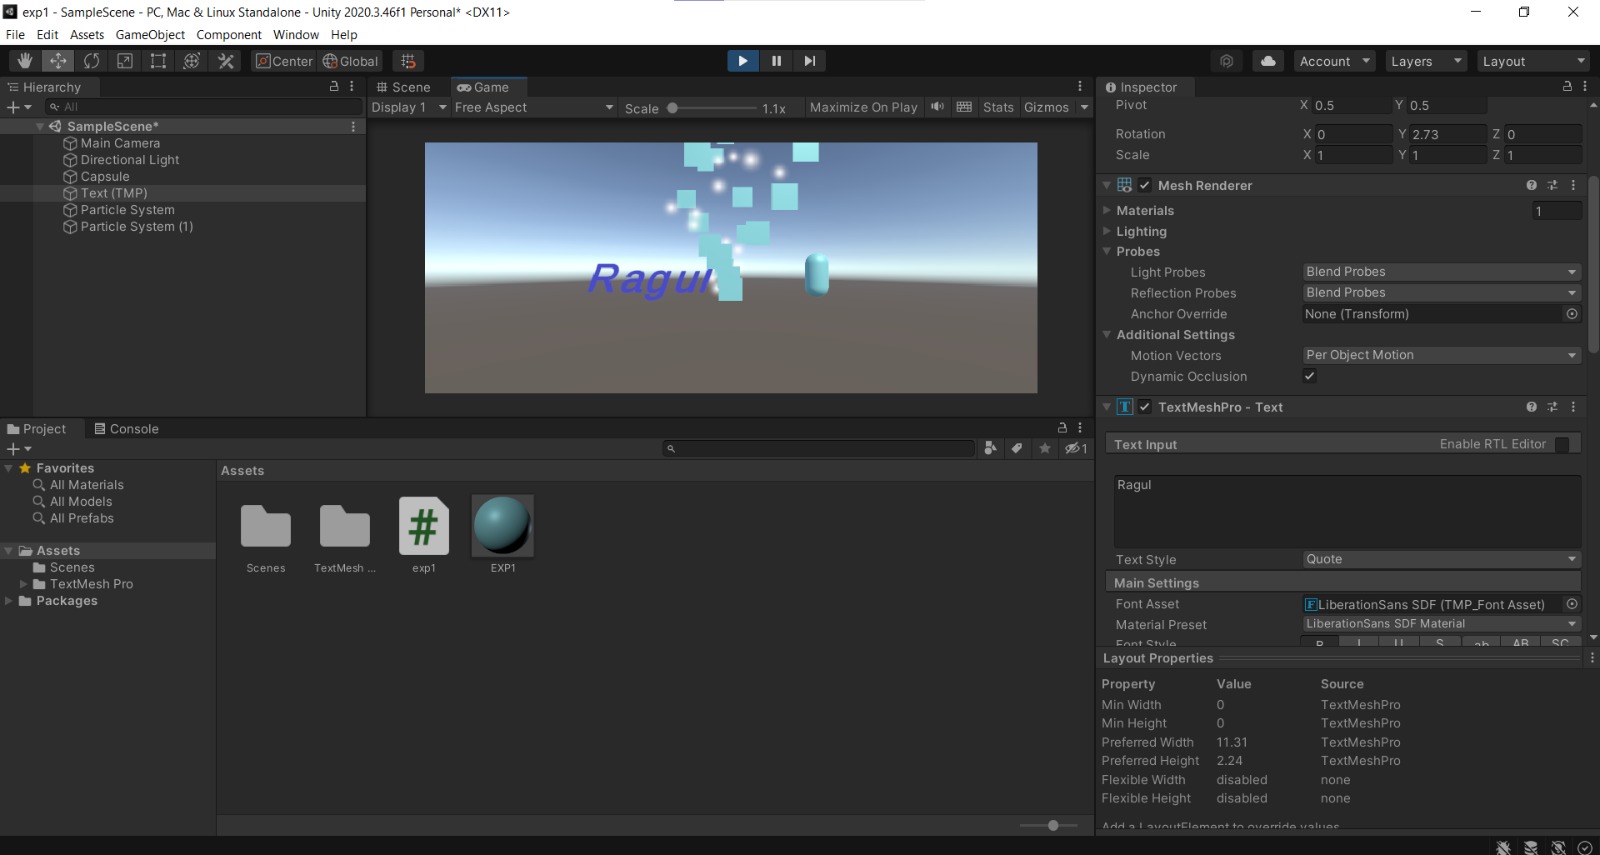 exp1 - SampleScene - PC, Mac & Linux Standalone - Unity 2020.3.46f1 Personal* <DX11>
File Edit Assets GameObject Component Window Help
Center Global
Account Layers Layout
Hierarchy
All
SampleScene*
Main Camera
Directional Light
Capsule
Text (TMP)
Particle System
Particle System (1)
Scene Game
Display 1 Free Aspect Scale 1.1x Maximize On Play Stats Gizmos
Ragul
Project Console
1
Favorites
All Materials
All Models
All Prefabs
Assets
Scenes
TextMesh Pro
Packages
Assets
Scenes TextMesh ... exp1 EXP1
#
Inspector
Pivot X 0.5 Y 0.5
Rotation X 0 Y 2.73 Z 0
Scale X 1 Y 1 Z 1
Mesh Renderer
Materials 1
Lighting
Probes
Light Probes Blend Probes
Reflection Probes Blend Probes
Anchor Override None (Transform)
Additional Settings
Motion Vectors Per Object Motion
Dynamic Occlusion
T TextMeshPro - Text
Text Input Enable RTL Editor
Ragul
Text Style Quote
Main Settings
Font Asset F LiberationSans SDF (TMP_Font Asset)
Material Preset LiberationSans SDF Material
Font Style B I U S ab AB SC
Layout Properties
Property Value Source
Min Width 0 TextMeshPro
Min Height 0 TextMeshPro
Preferred Width 11.31 TextMeshPro
Preferred Height 2.24 TextMeshPro
Flexible Width disabled none
Flexible Height disabled none
Add a LayoutElement to override values